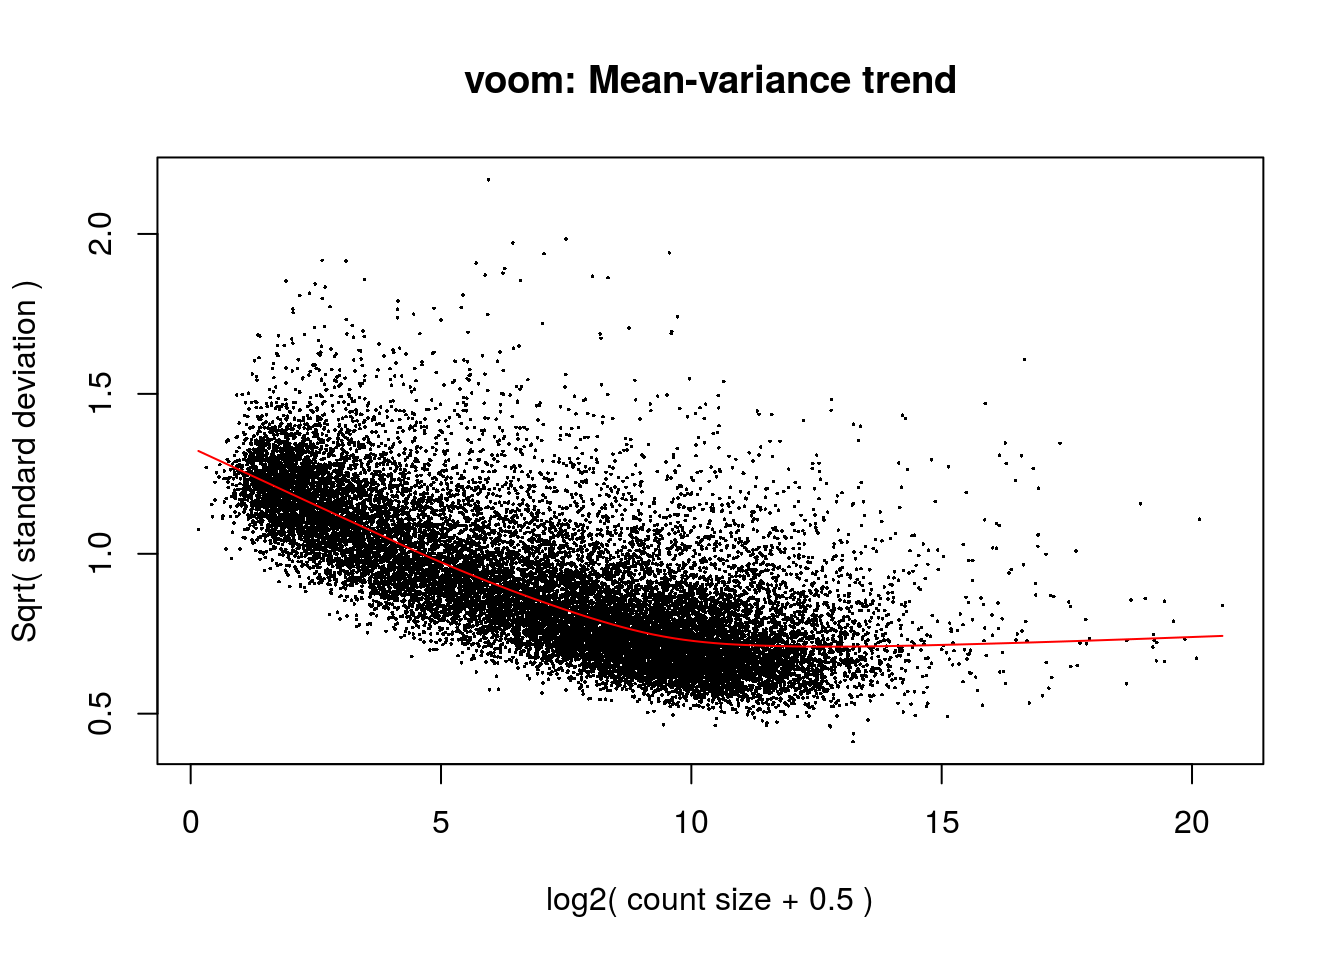 voom: Mean-variance trend
Sqrt( standard deviation )
2.0
1.5
1.0
0.5
0 5 10 15 20
log2( count size + 0.5 )